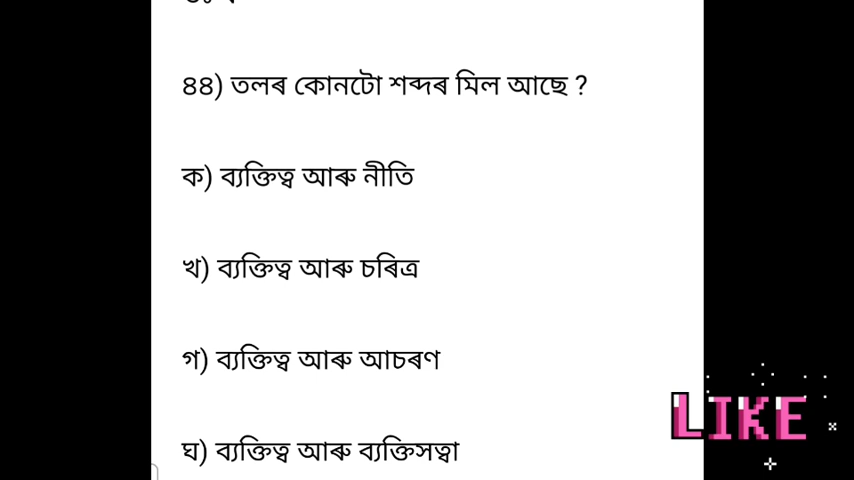 ৪৪) তলৰ কোনটো শব্দৰ মিল আছে ?
ক) ব্যক্তিত্ব আৰু নীতি
খ) ব্যক্তিত্ব আৰু চৰিত্ৰ
গ) ব্যক্তিত্ব আৰু আচৰণ
ঘ) ব্যক্তিত্ব আৰু ব্যক্তিসত্বা
LIKE